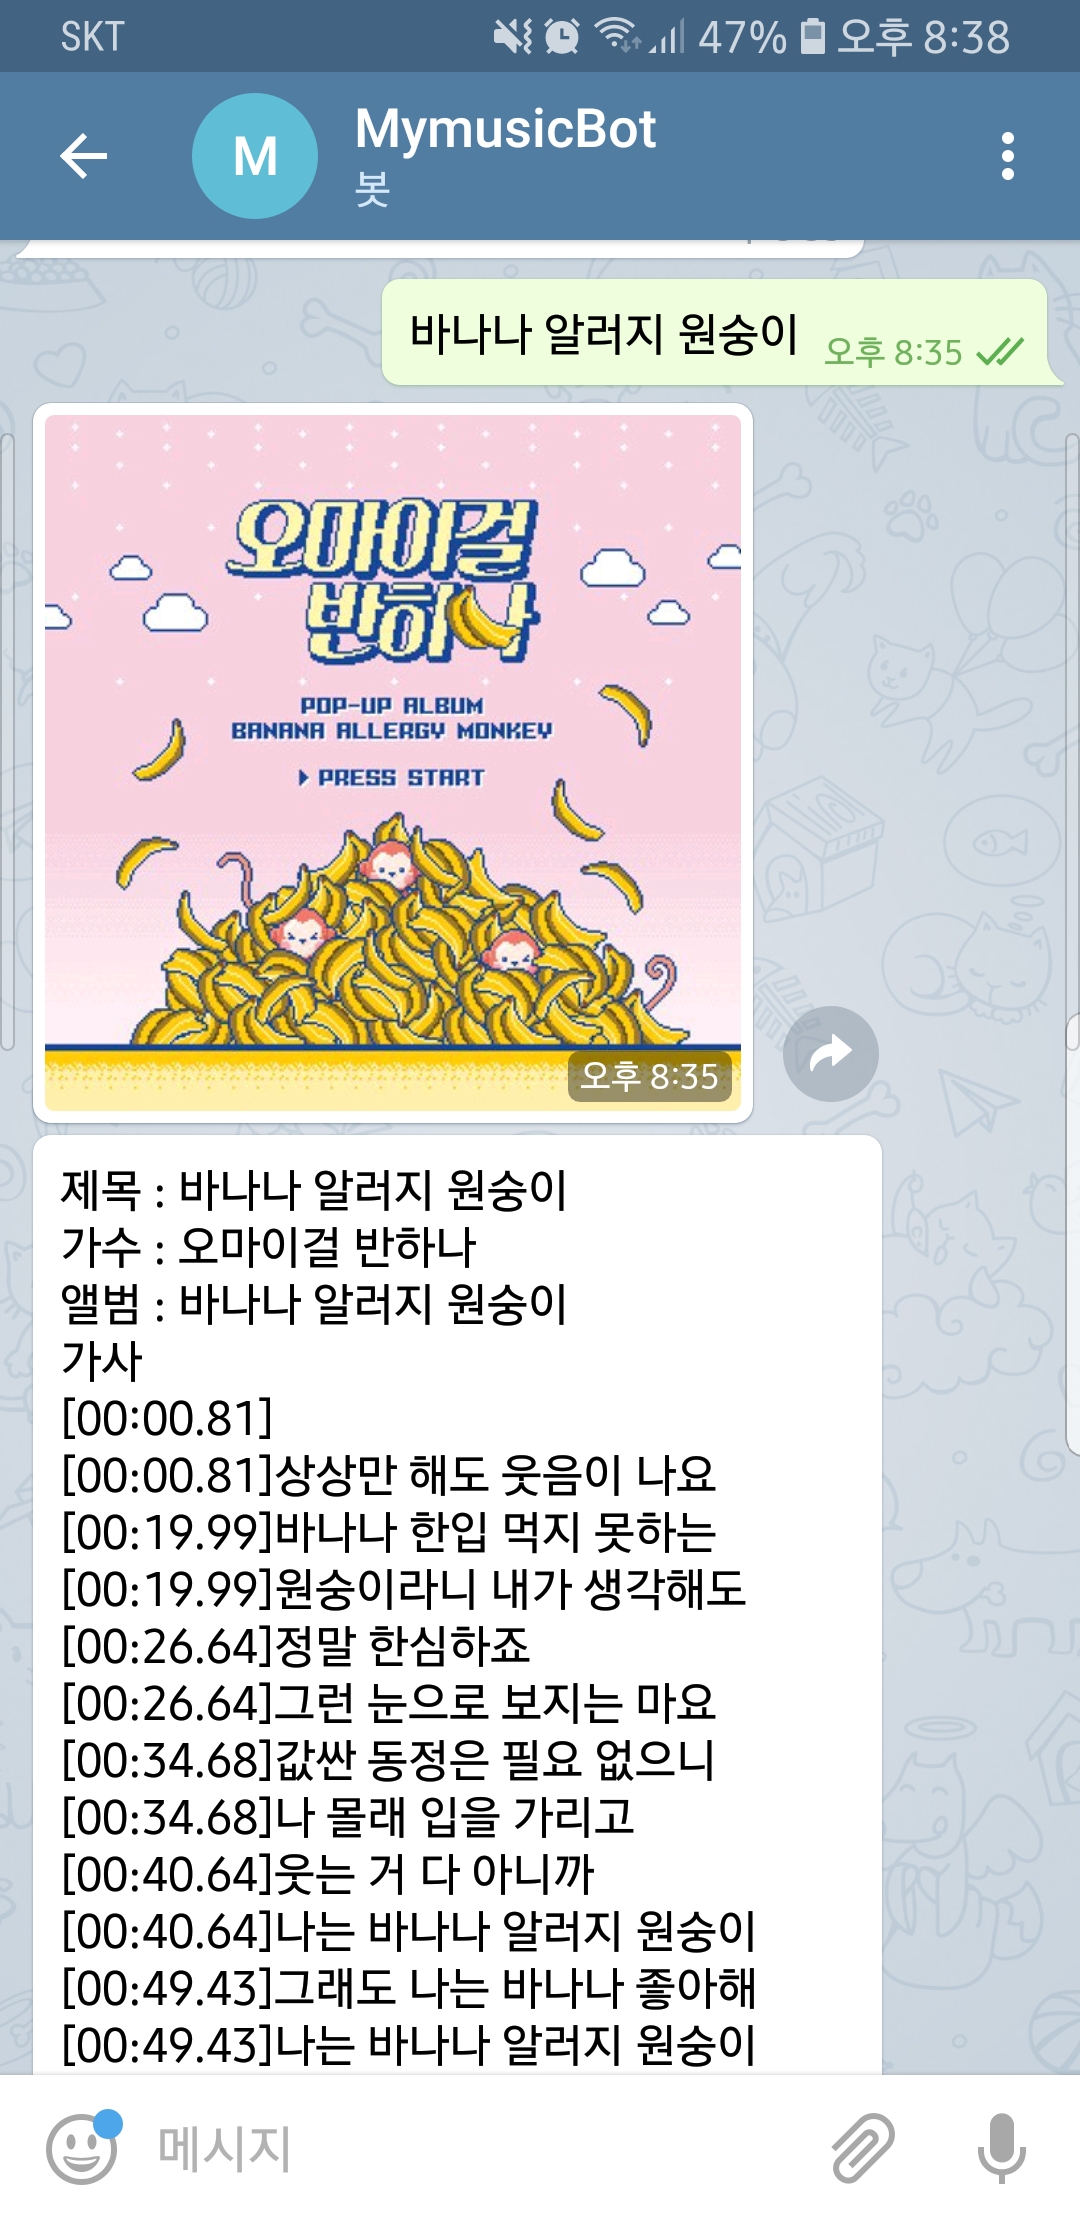 SKT 47% 오후 8:38
M MymusicBot
봇
바나나 알러지 원숭이 오후 8:35
오마이걸
반하나
POP-UP ALBUM
BANANA ALLERGY MONKEY
PRESS START
오후 8:35
제목 : 바나나 알러지 원숭이
가수 : 오마이걸 반하나
앨범 : 바나나 알러지 원숭이
가사
[00:00.81]
[00:00.81]상상만 해도 웃음이 나요
[00:19.99]바나나 한입 먹지 못하는
[00:19.99]원숭이라니 내가 생각해도
[00:26.64]정말 한심하죠
[00:26.64]그런 눈으로 보지는 마요
[00:34.68]값싼 동정은 필요 없으니
[00:34.68]나 몰래 입을 가리고
[00:40.64]웃는 거 다 아니까
[00:40.64]나는 바나나 알러지 원숭이
[00:49.43]그래도 나는 바나나 좋아해
[00:49.43]나는 바나나 알러지 원숭이
메시지